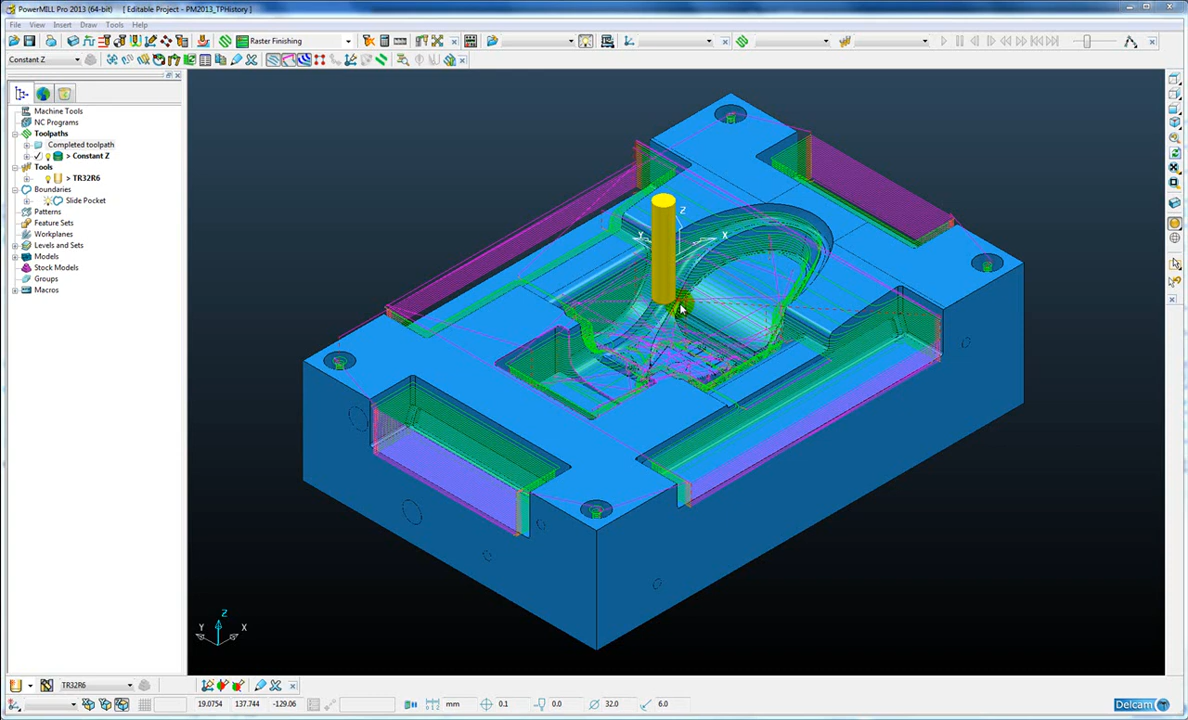 PowerMILL Pro 2013 (64-bit) [ Editable Project - PM2013_TPHistory ]
File View Insert Draw Tools Help
Raster Finishing
Constant Z
Machine Tools
NC Programs
Toolpaths
Completed toolpath
> Constant Z
Tools
> TR32R6
Boundaries
Slide Pocket
Patterns
Feature Sets
Workplanes
Levels and Sets
Models
Stock Models
Groups
Macros
Z
Y X
Z
Y X
TR32R6
19.0754 137.744 -129.06 mm 0.1 0.0 32.0 6.0
Delcam